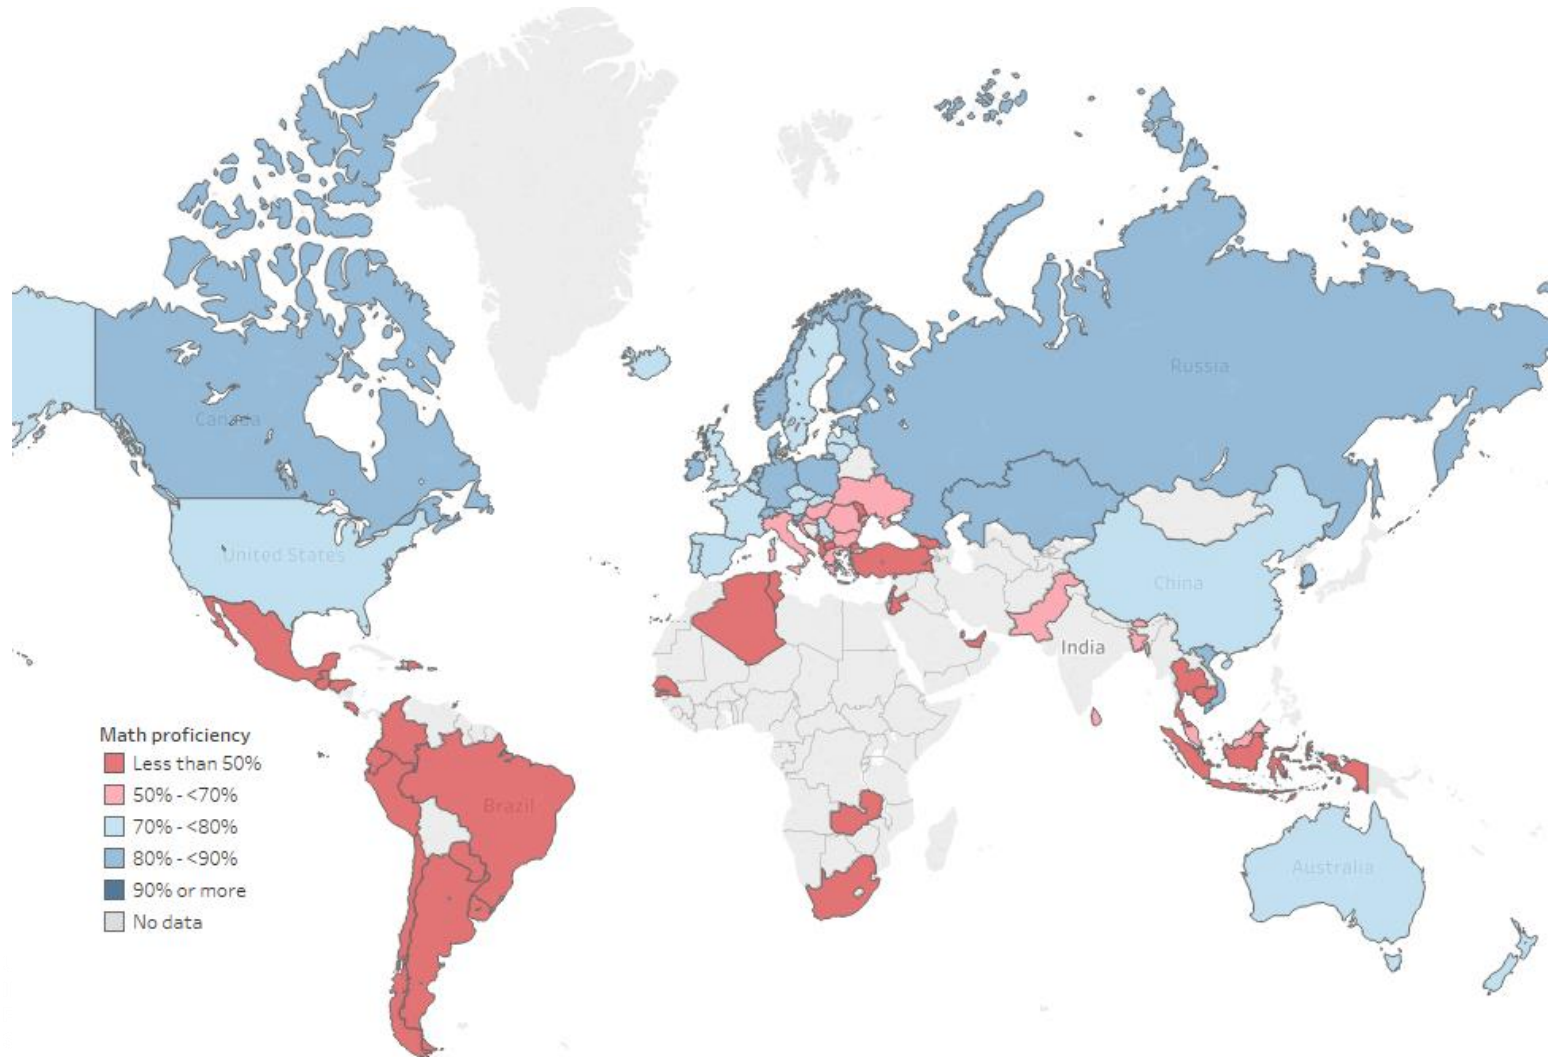 Canada
Russia
United States
China
India
Math proficiency
Less than 50%
50% - <70%
70% - <80%
80% - <90%
90% or more
No data
Brazil
Australia